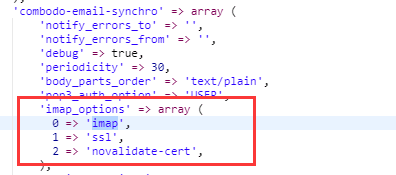 'combodo-email-synchro' => array (
'notify_errors_to' => '',
'notify_errors_from' => '',
'debug' => true,
'periodicity' => 30,
'body_parts_order' => 'text/plain',
'pop3_auth_option' => 'USER',
'imap_options' => array (
0 => 'imap',
1 => 'ssl',
2 => 'novalidate-cert',
),